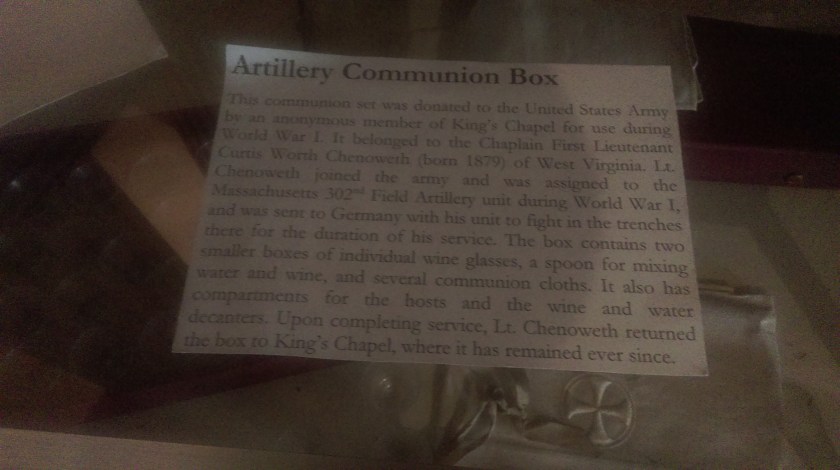 Artillery Communion Box
This communion set was donated to the United States Army
by an anonymous member of King's Chapel for use during
World War I. It belonged to the Chaplain First Lieutenant
Curtis Worth Chenoweth (born 1879) of West Virginia. Lt.
Chenoweth joined the army and was assigned to the
Massachusetts 302nd Field Artillery unit during World War I,
and was sent to Germany with his unit to fight in the trenches
there for the duration of his service. The box contains two
smaller boxes of individual wine glasses, a spoon for mixing
water and wine, and several communion cloths. It also has
compartments for the hosts and the wine and water
decanters. Upon completing service, Lt. Chenoweth returned
the box to King's Chapel, where it has remained ever since.